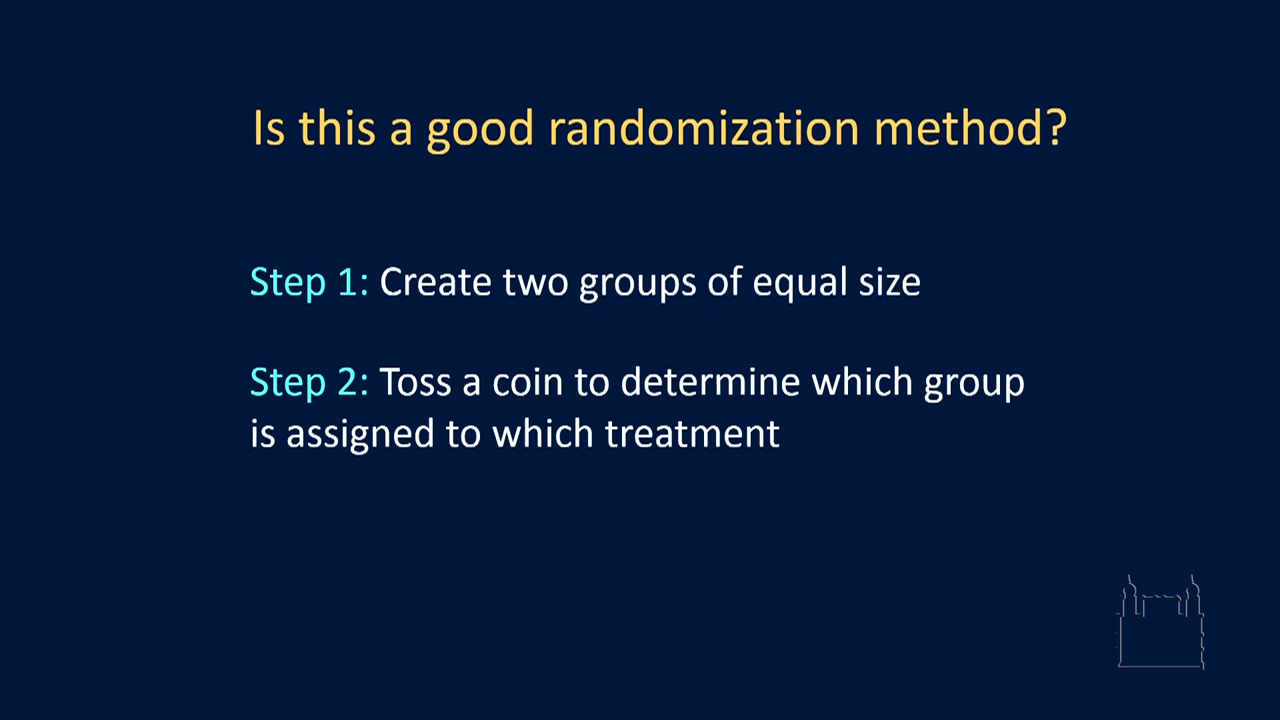 Is this a good randomization method?
Step 1: Create two groups of equal size
Step 2: Toss a coin to determine which group
is assigned to which treatment